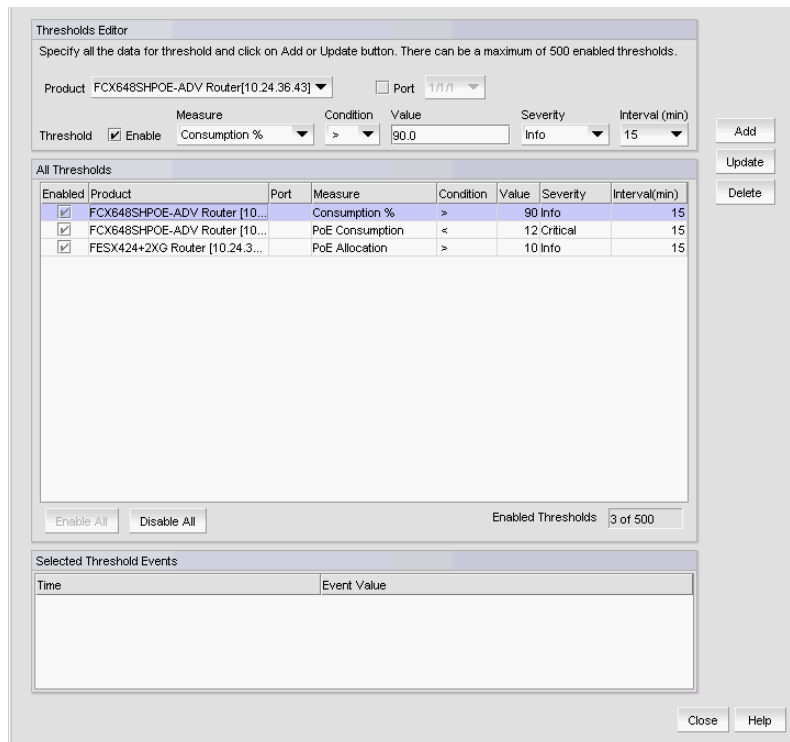 Thresholds Editor
Specify all the data for threshold and click on Add or Update button. There can be a maximum of 500 enabled thresholds.
Product FCX648SHPOE-ADV Router[10.24.36.43] Port 1/1/1
Measure Condition Value Severity Interval (min)
Threshold Enable Consumption % > 90.0 Info 15
Add
Update
Delete
All Thresholds
Enabled Product Port Measure Condition Value Severity Interval(min)
FCX648SHPOE-ADV Router [10... Consumption % > 90 Info 15
FCX648SHPOE-ADV Router [10... PoE Consumption < 12 Critical 15
FESX424+2XG Router [10.24.3... PoE Allocation > 10 Info 15
Enable All Disable All Enabled Thresholds 3 of 500
Selected Threshold Events
Time Event Value
Close Help